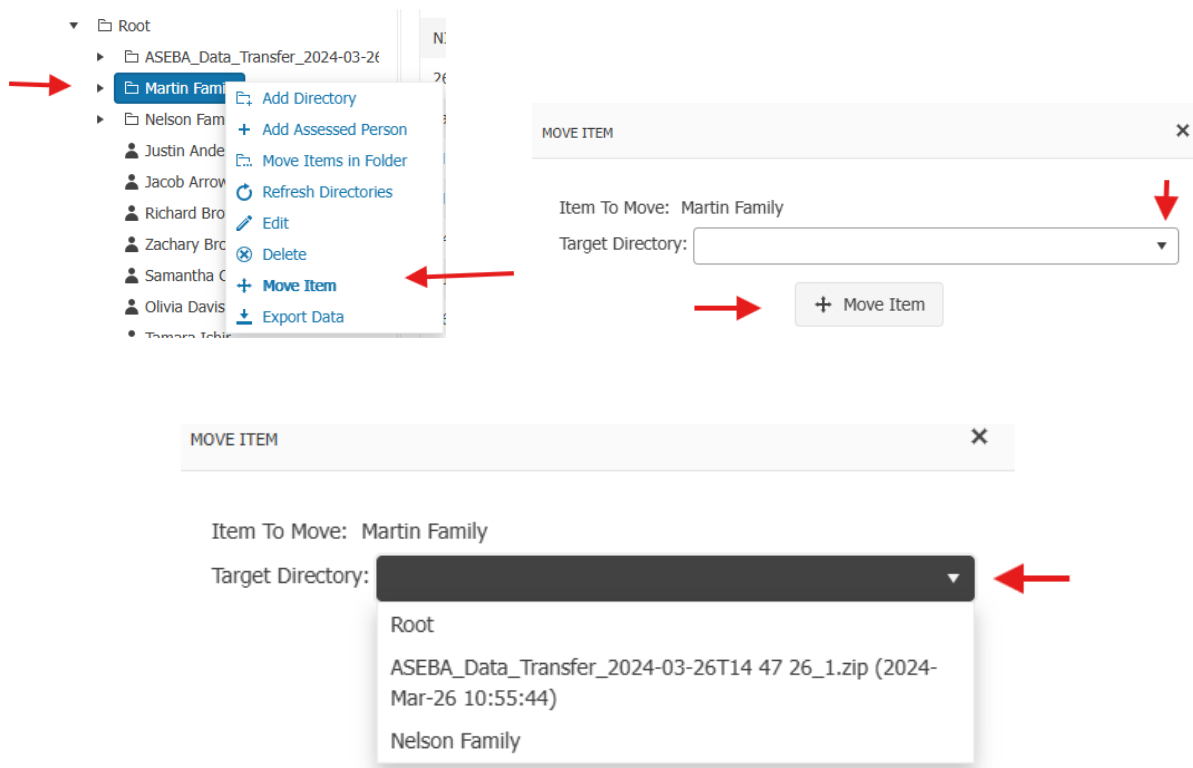 Root
ASEBA_Data_Transfer_2024-03-26
Martin Fami
Nelson Fam
Justin Ande
Jacob Arrow
Richard Bro
Zachary Bro
Samantha
Olivia Davis
Tamara
Add Directory
Add Assessed Person
Move Items in Folder
Refresh Directories
Edit
Delete
Move Item
Export Data
26
MOVE ITEM
Item To Move: Martin Family
Target Directory:
Move Item
MOVE ITEM
Item To Move: Martin Family
Target Directory:
Root
ASEBA_Data_Transfer_2024-03-26T14 47 26_1.zip (2024-
Mar-26 10:55:44)
Nelson Family